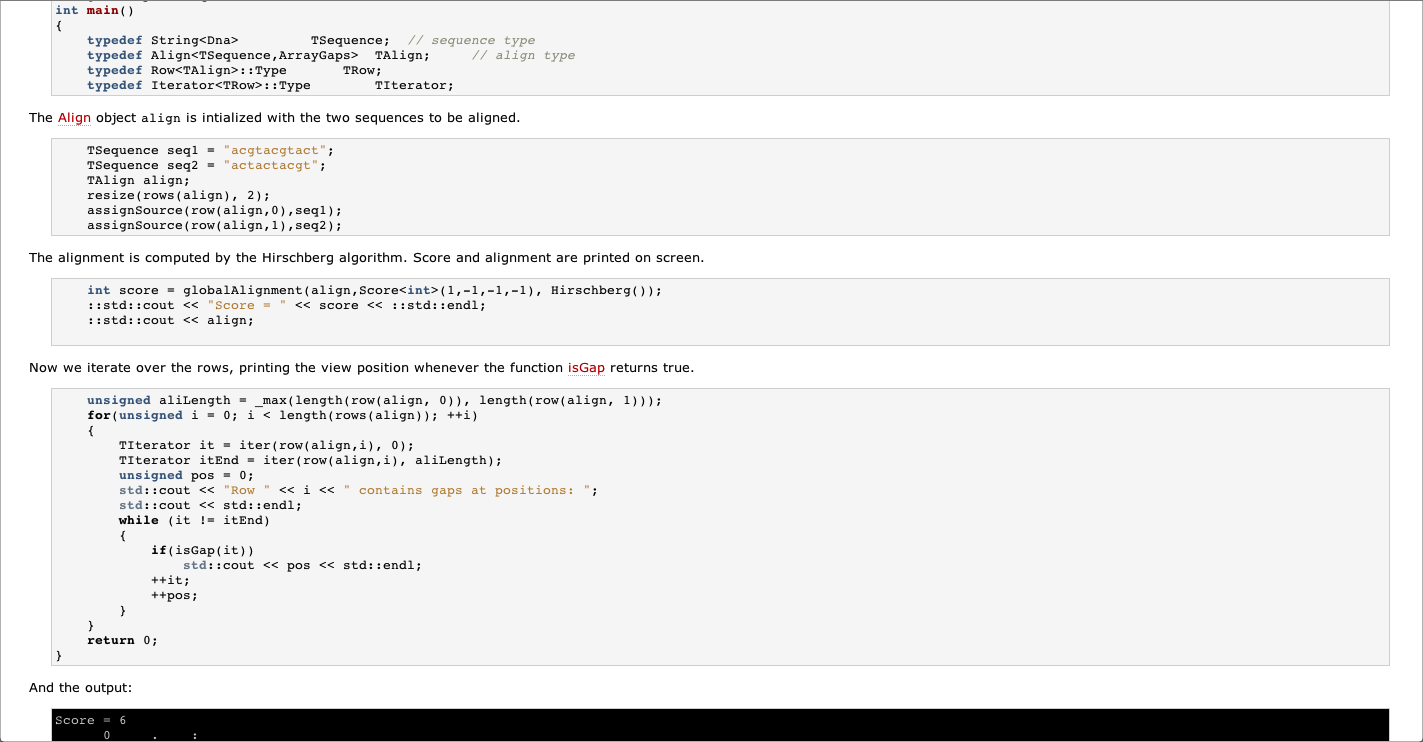 int main()
{
    typedef String<Dna>         TSequence;  // sequence type
    typedef Align<TSequence,ArrayGaps>  TAlign;     // align type
    typedef Row<TAlign>::Type       TRow;
    typedef Iterator<TRow>::Type        TIterator;
The Align object align is intialized with the two sequences to be aligned.
    TSequence seq1 = "acgtacgtact";
    TSequence seq2 = "actactacgt";
    TAlign align;
    resize(rows(align), 2);
    assignSource(row(align,0),seq1);
    assignSource(row(align,1),seq2);
The alignment is computed by the Hirschberg algorithm. Score and alignment are printed on screen.
    int score = globalAlignment(align,Score<int>(1,-1,-1,-1), Hirschberg());
    ::std::cout << "Score = " << score << ::std::endl;
    ::std::cout << align;
Now we iterate over the rows, printing the view position whenever the function isGap returns true.
    unsigned aliLength = _max(length(row(align, 0)), length(row(align, 1)));
    for(unsigned i = 0; i < length(rows(align)); ++i)
    {
        TIterator it = iter(row(align,i), 0);
        TIterator itEnd = iter(row(align,i), aliLength);
        unsigned pos = 0;
        std::cout << "Row " << i << " contains gaps at positions: ";
        std::cout << std::endl;
        while (it != itEnd)
        {
            if(isGap(it))
                std::cout << pos << std::endl;
            ++it;
            ++pos;
        }
    }
    return 0;
}
And the output:
Score = 6
      0     .    :